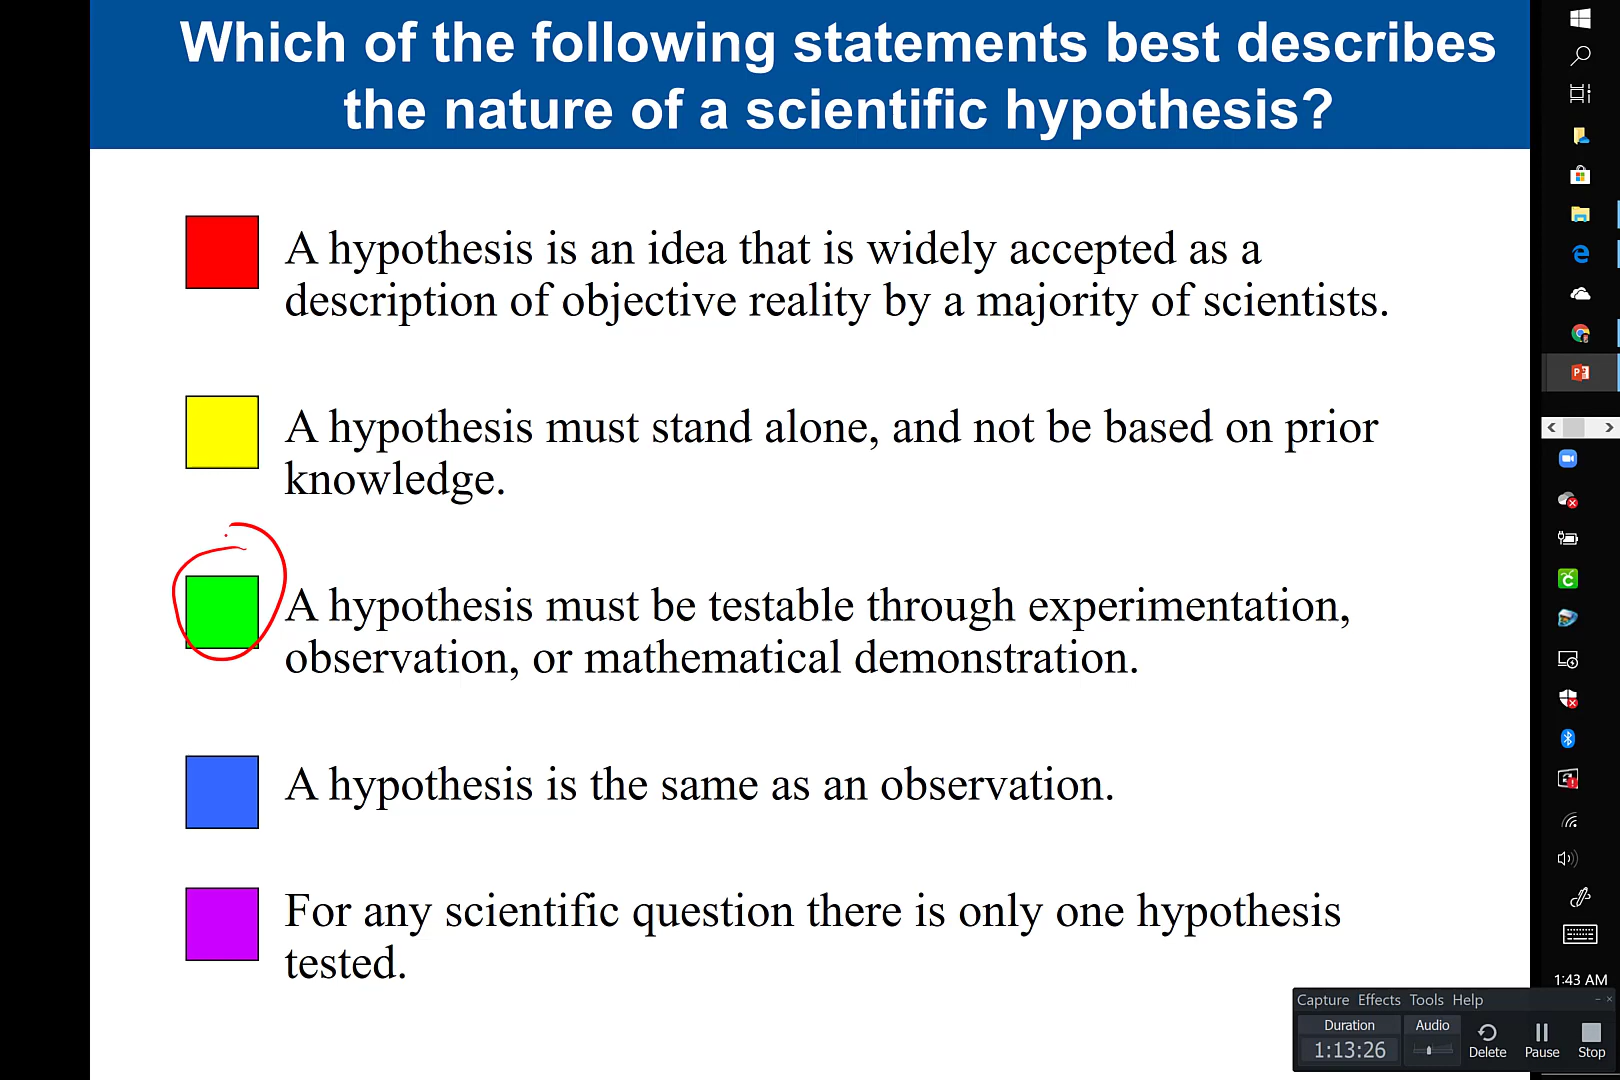 Which of the following statements best describes
the nature of a scientific hypothesis?
A hypothesis is an idea that is widely accepted as a
description of objective reality by a majority of scientists.
A hypothesis must stand alone, and not be based on prior
knowledge.
A hypothesis must be testable through experimentation,
observation, or mathematical demonstration.
A hypothesis is the same as an observation.
For any scientific question there is only one hypothesis
tested.
1:43 AM
Capture Effects Tools Help
Duration Audio
1:13:26 Delete Pause Stop